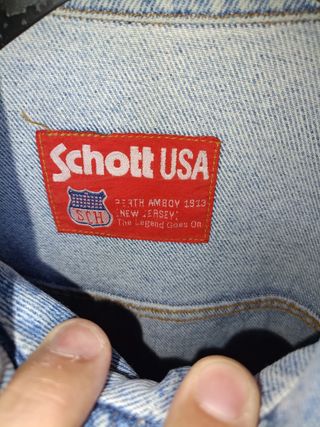 Schott USA
SCH
PERTH AMBOY 1913
NEW JERSEY
The Legend Goes On